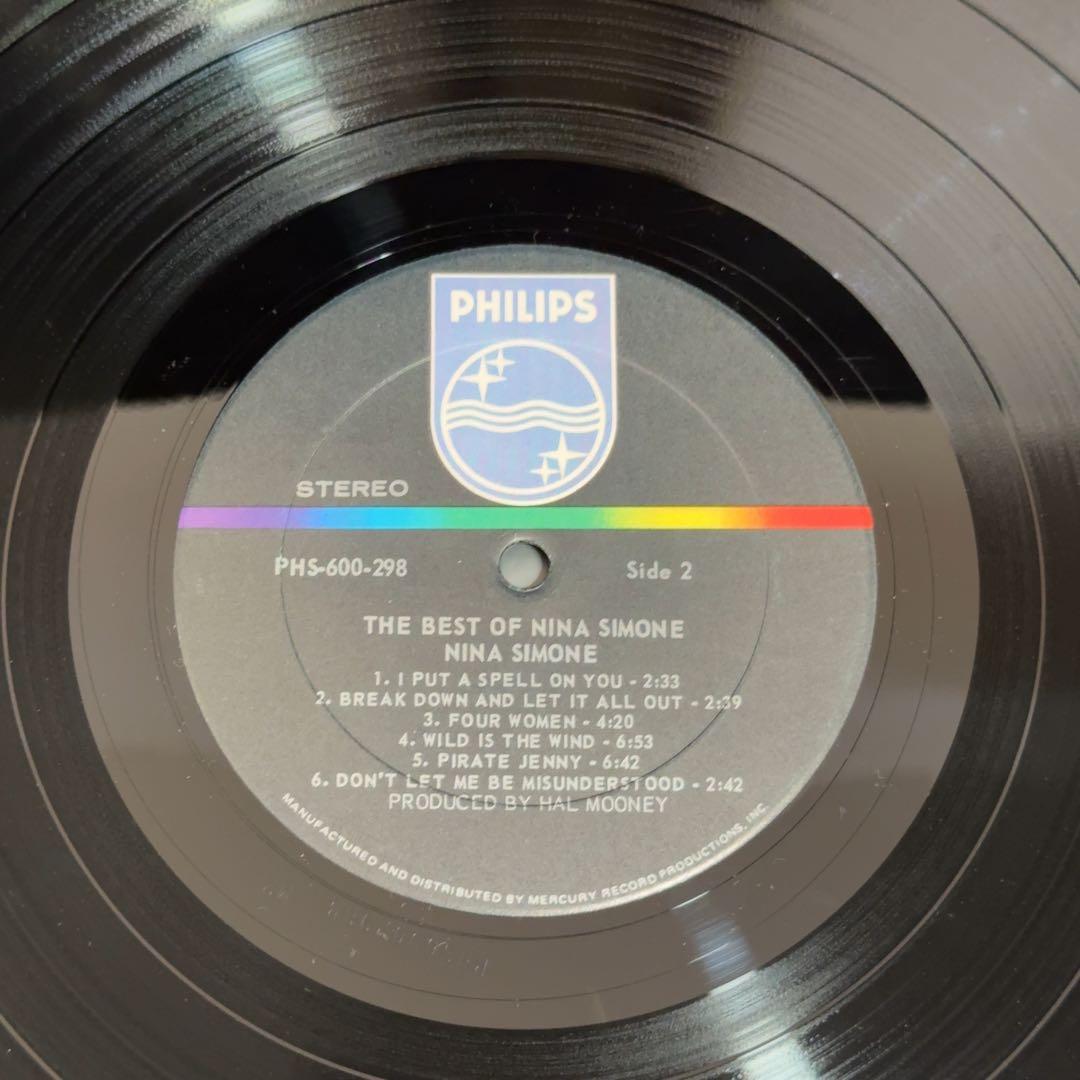 PHILIPS
STEREO
PHS-600-298
Side 2
THE BEST OF NINA SIMONE
NINA SIMONE
1. I PUT A SPELL ON YOU - 2:33
2. BREAK DOWN AND LET IT ALL OUT - 2:39
3. FOUR WOMEN - 4:20
4. WILD IS THE WIND - 6:53
5. PIRATE JENNY - 6:42
6. DON'T LET ME BE MISUNDERSTOOD - 2:42
PRODUCED BY HAL MOONEY
MANUFACTURED AND DISTRIBUTED BY MERCURY RECORD PRODUCTIONS, INC.